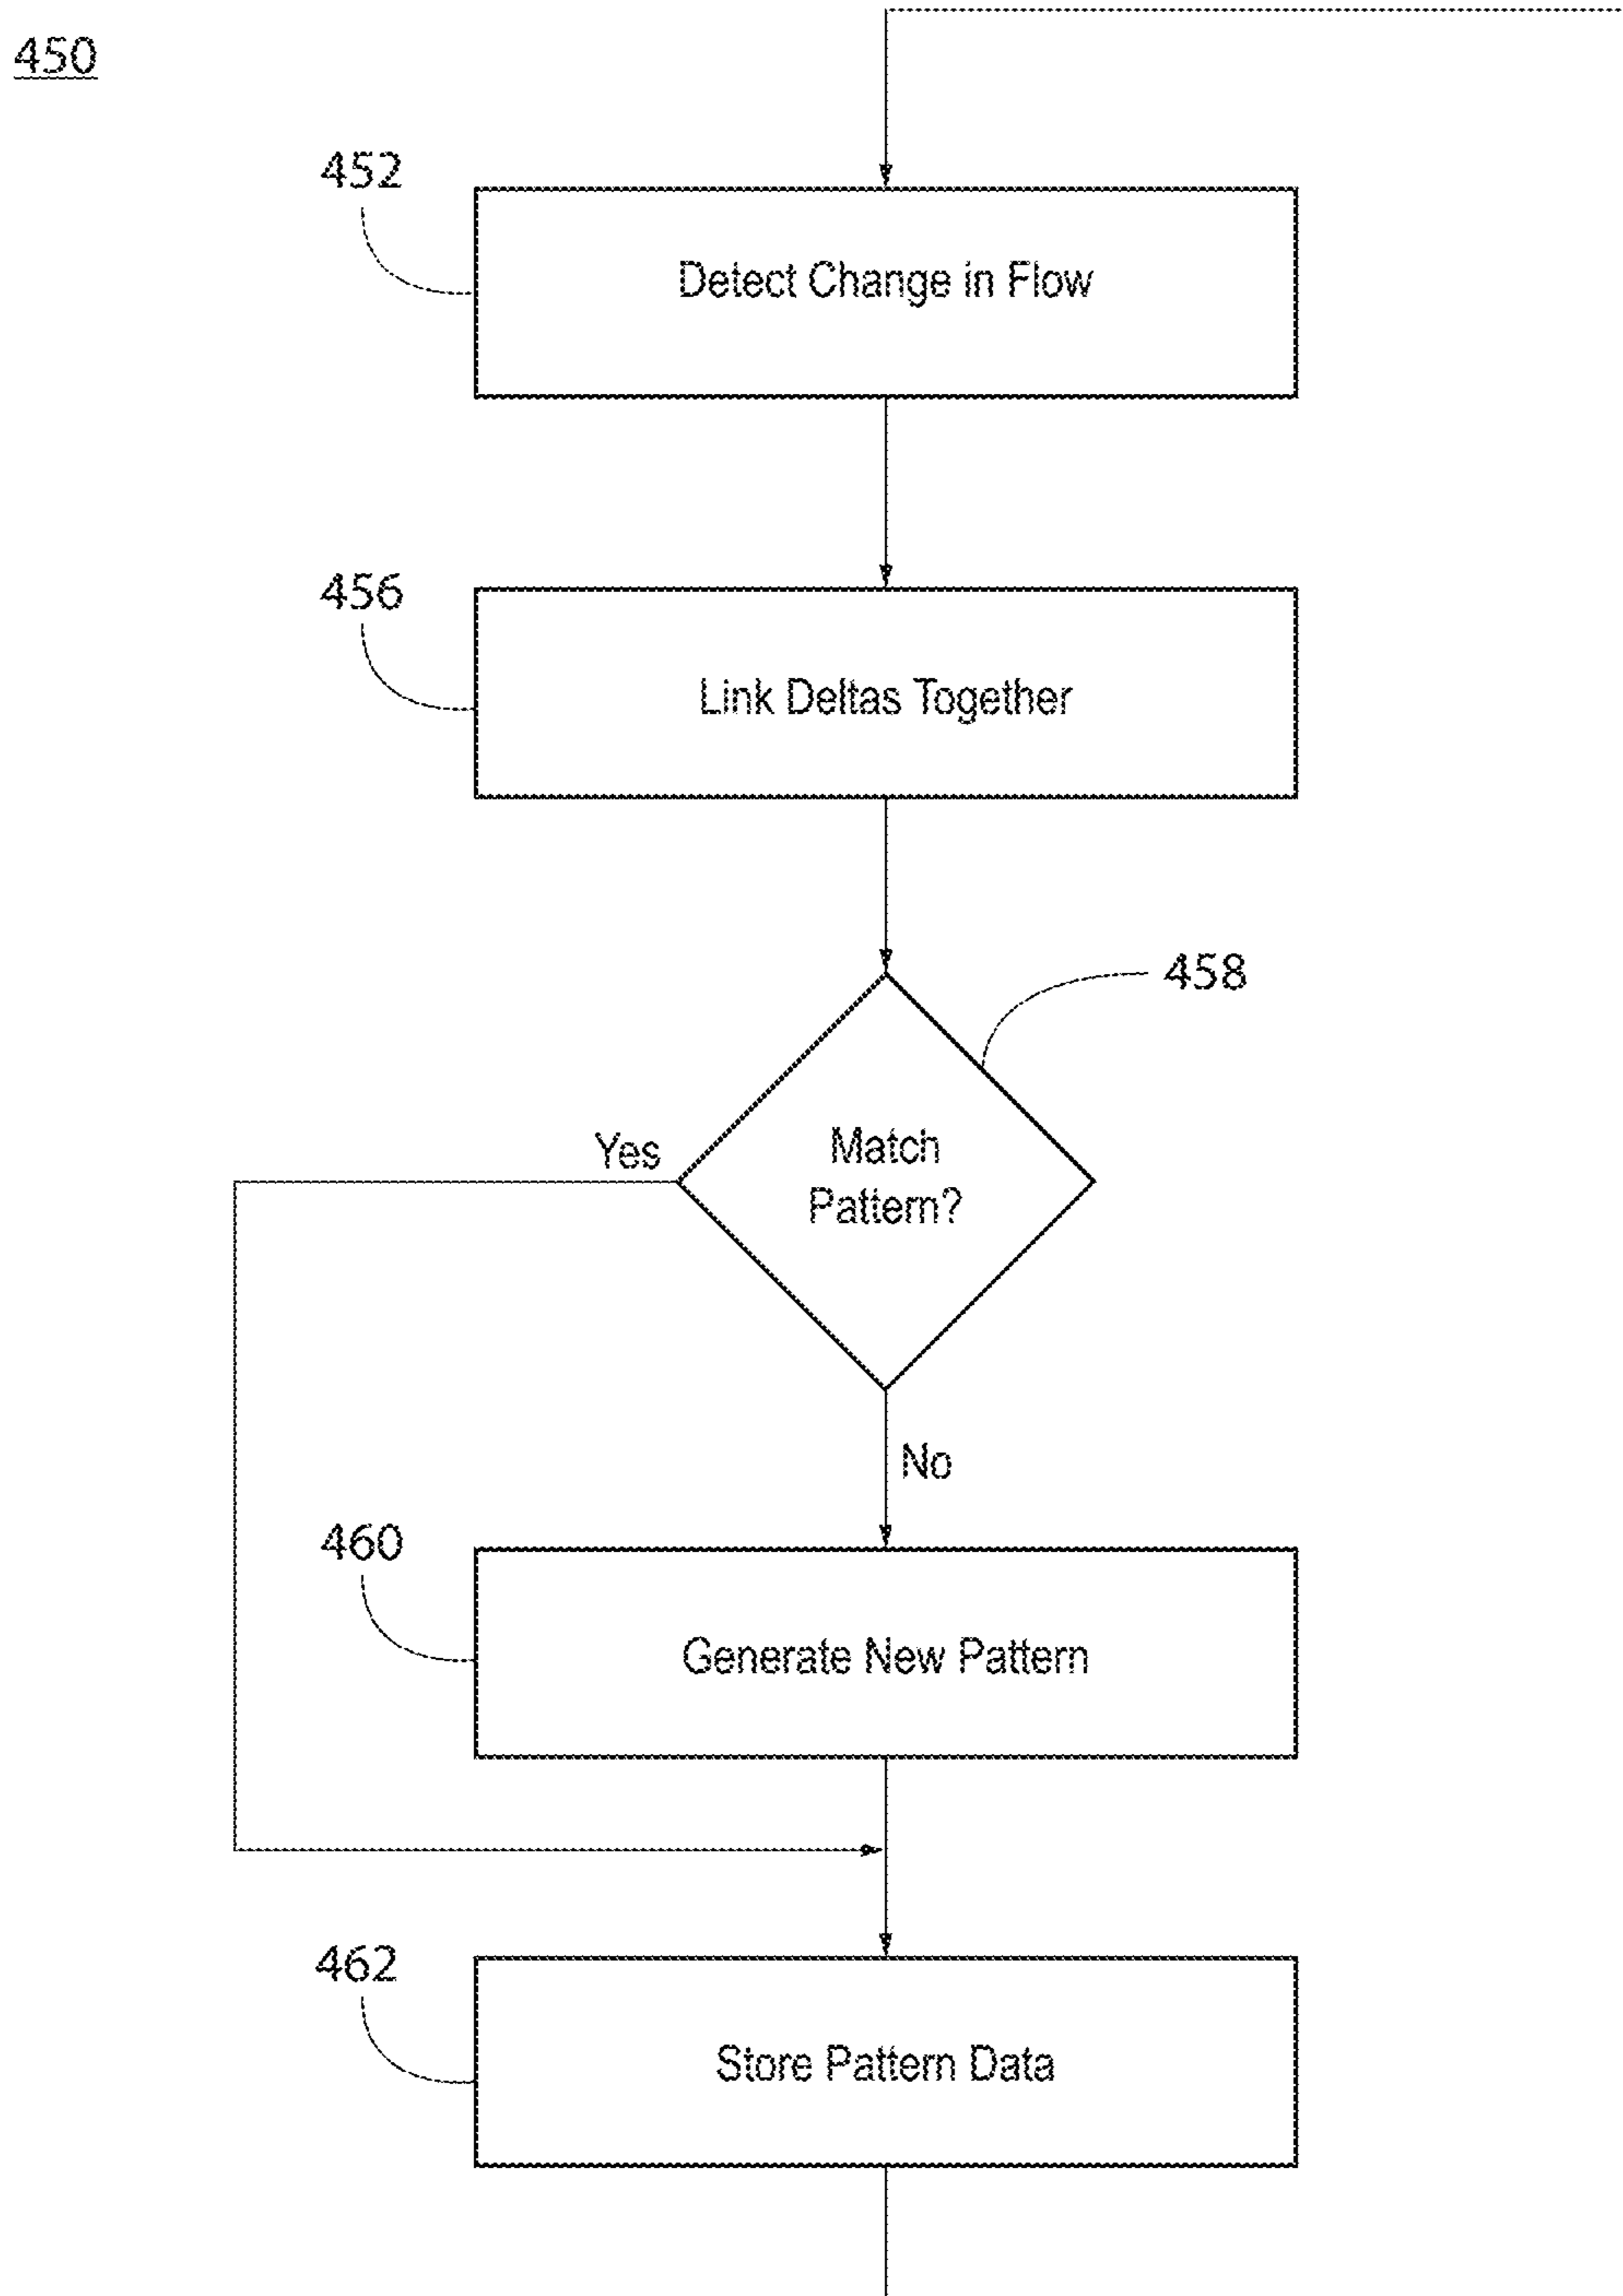 450
452
Detect Change in Flow
456
Link Deltas Together
458
Yes
Match
Pattern?
No
460
Generate New Pattern
462
Store Pattern Data